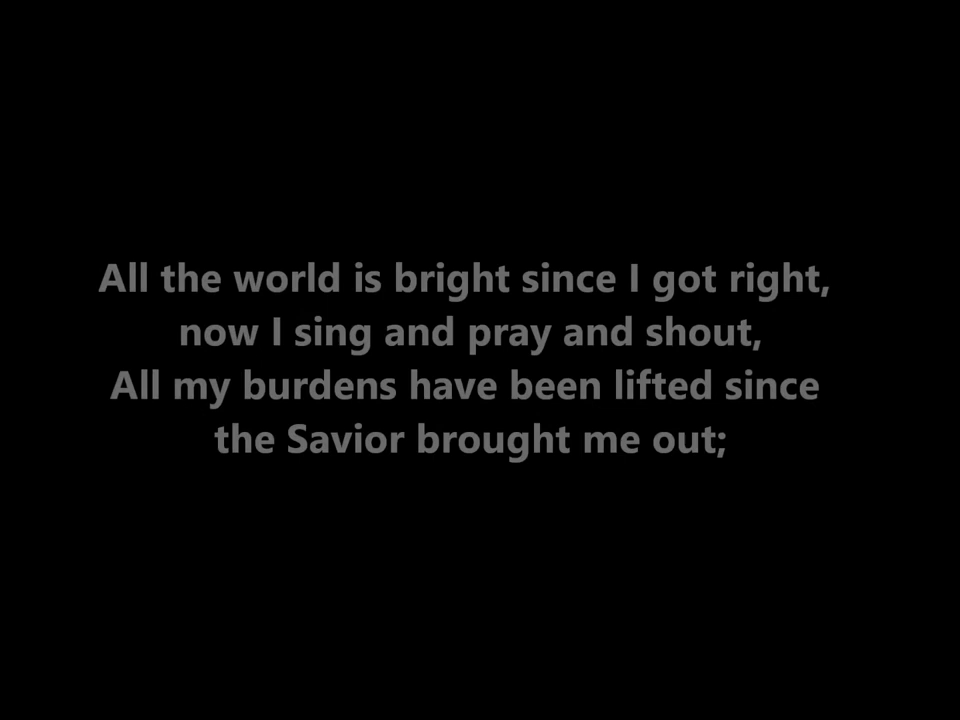 All the world is bright since I got right,
now I sing and pray and shout,
All my burdens have been lifted since
the Savior brought me out;